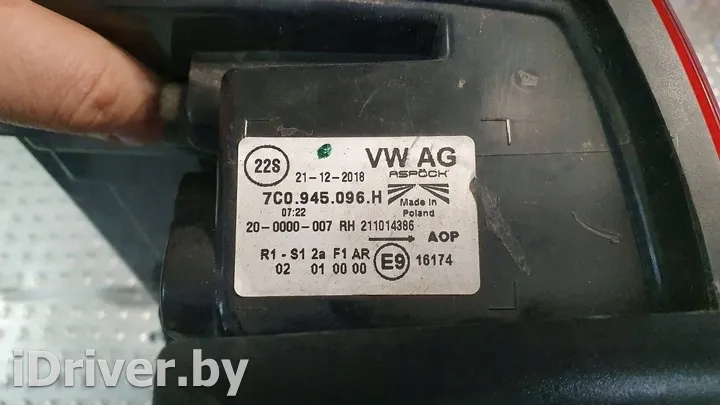 22S
21-12-2018
VW AG
ASPÖCK
7C0.945.096.H
07:22
Made in
Poland
20-0000-007 RH 211014386
AOP
R1 - S1 2a F1 AR
02 01 00 00
E9
16174
iDriver.by